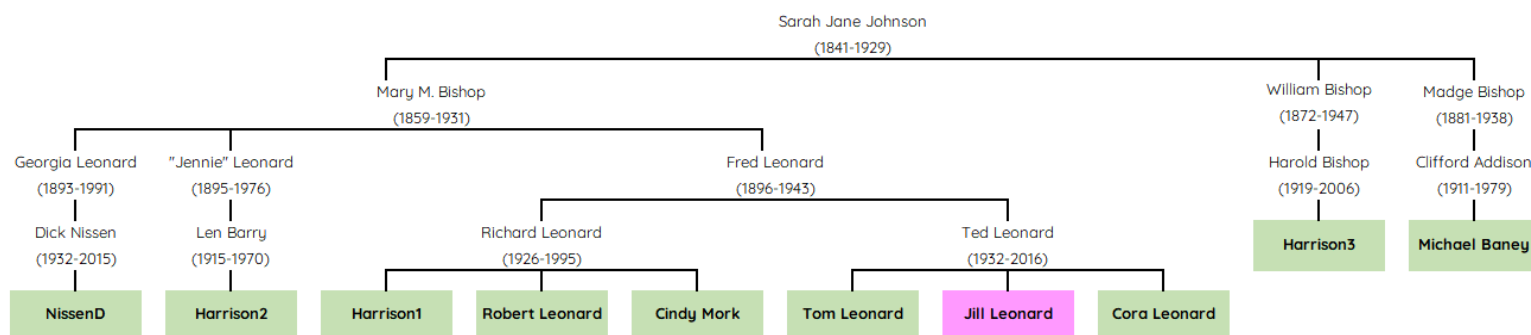 Sarah Jane Johnson
(1841-1929)
Mary M. Bishop
(1859-1931)
William Bishop
(1872-1947)
Madge Bishop
(1881-1938)
Georgia Leonard
(1893-1991)
"Jennie" Leonard
(1895-1976)
Fred Leonard
(1896-1943)
Harold Bishop
(1919-2006)
Clifford Addison
(1911-1979)
Dick Nissen
(1932-2015)
Len Barry
(1915-1970)
Richard Leonard
(1926-1995)
Ted Leonard
(1932-2016)
Harrison3
Michael Baney
NissenD
Harrison2
Harrison1
Robert Leonard
Cindy Mork
Tom Leonard
Jill Leonard
Cora Leonard